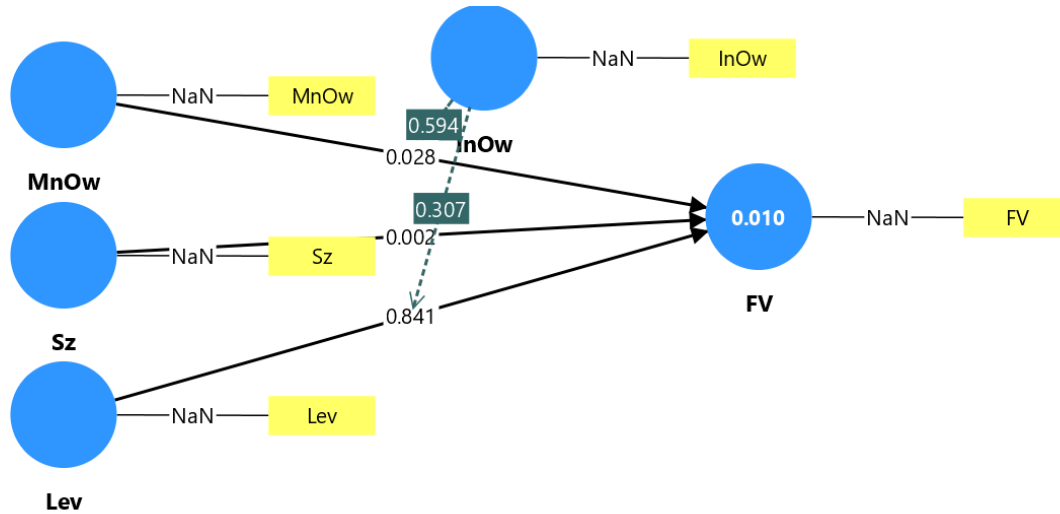 NaN
InOw
NaN
MnOw
0.594
nOw
0.028
MnOw
0.307
0.010
NaN
FV
0.002
NaN
Sz
FV
0.841
Sz
NaN
Lev
Lev